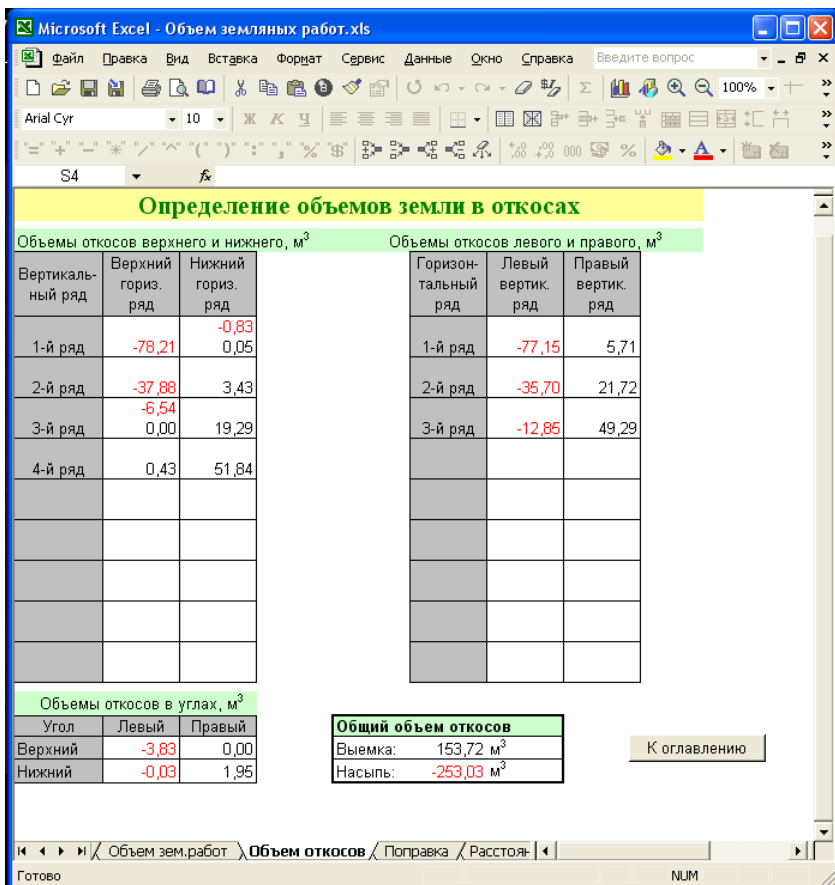 Microsoft Excel - Объем земляных работ.xls
Файл Правка Вид Вставка Формат Сервис Данные Окно Справка Введите вопрос
100%
Arial Cyr 10 Ж К Ч
"=" "+" "—" "*" "/" "^" "(" ")" ":" ";" "%" "$" 000 %
S4 fx
Определение объемов земли в откосах
Объемы откосов верхнего и нижнего, м³ Объемы откосов левого и правого, м³
Вертикаль-ный ряд Верхний гориз. ряд Нижний гориз. ряд Горизон-тальный ряд Левый вертик. ряд Правый вертик. ряд
-0,83
1-й ряд -78,21 0,05 1-й ряд -77,15 5,71
2-й ряд -37,88 3,43 2-й ряд -35,70 21,72
-6,54
3-й ряд 0,00 19,29 3-й ряд -12,85 49,29
4-й ряд 0,43 51,84
Объемы откосов в углах, м³
Угол Левый Правый Общий объем откосов
Верхний -3,83 0,00 Выемка: 153,72 м³ К оглавлению
Нижний -0,03 1,95 Насыпь: -253,03 м³
Объем зем.работ Объем откосов Поправка Расстоян
Готово NUM